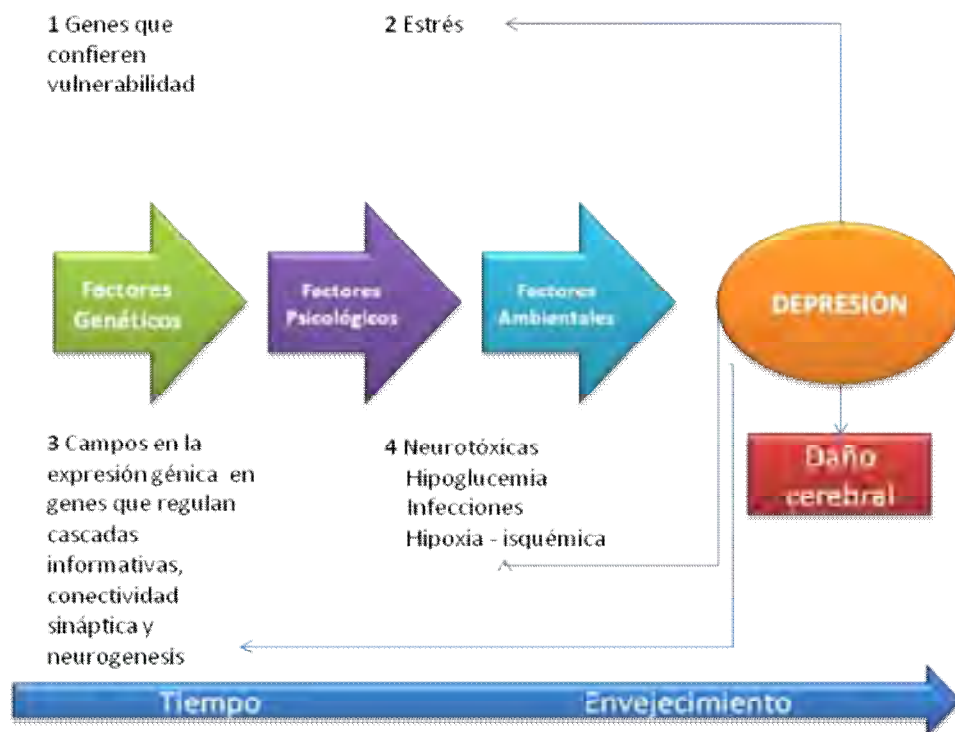 1 Genes que
confieren
vulnerabilidad
2 Estrés
Factores
Genéticos
Factores
Psicológicos
Factores
Ambientales
DEPRESIÓN
3 Campos en la
expresión génica en
genes que regulan
cascadas
informativas,
conectividad
sináptica y
neurogenesis
4 Neurotóxicas
Hipoglucemia
Infecciones
Hipoxia - isquémica
Daño
cerebral
Tiempo
Envejecimiento